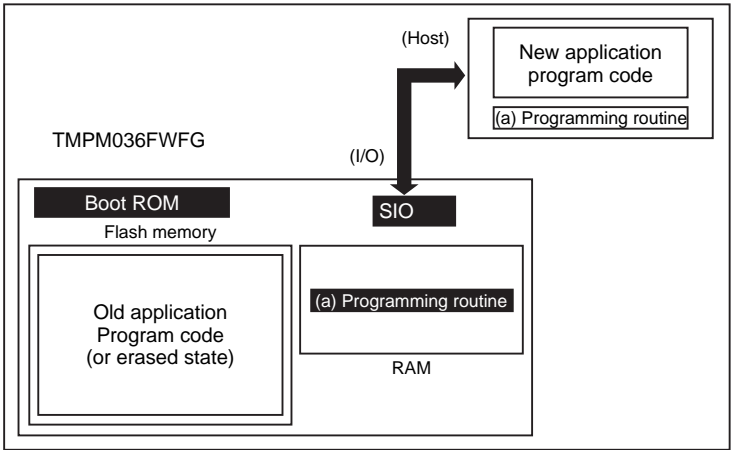 (Host)
New application
program code
(a) Programming routine
TMPM036FWFG
(I/O)
Boot ROM
SIO
Flash memory
Old application
Program code
(or erased state)
(a) Programming routine
RAM